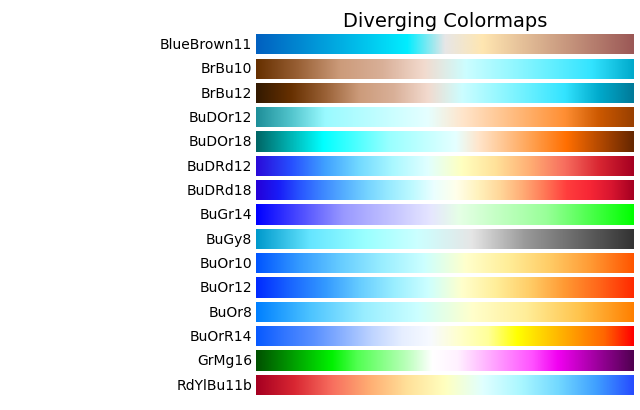 Diverging Colormaps
BlueBrown11
BrBu10
BrBu12
BuDOr12
BuDOr18
BuDRd12
BuDRd18
BuGr14
BuGy8
BuOr10
BuOr12
BuOr8
BuOrR14
GrMg16
RdYlBu11b